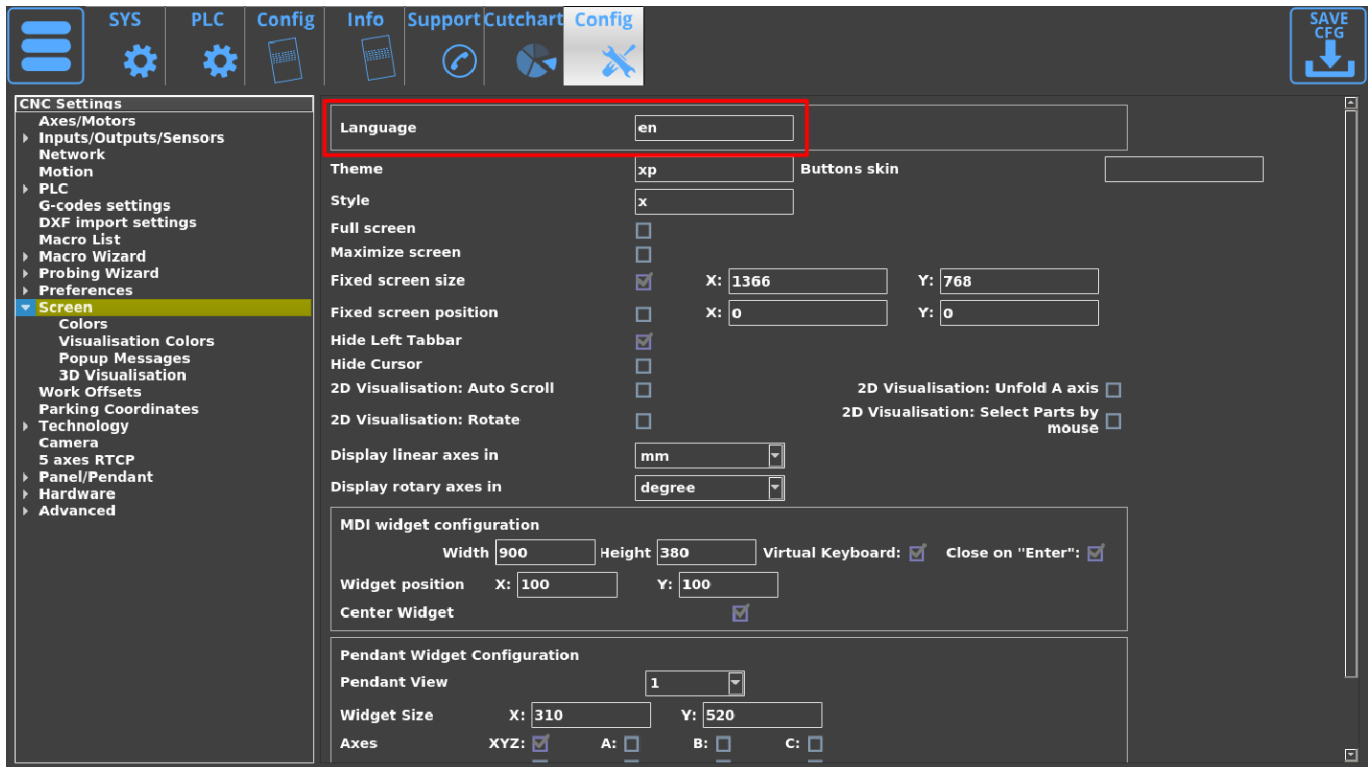 SYS PLC Config Info Support Cutchart Config SAVE
CFG
CNC Settings
Axes/Motors
Inputs/Outputs/Sensors
Network
Motion
PLC
G-codes settings
DXF import settings
Macro List
Macro Wizard
Probing Wizard
Preferences
Screen
Colors
Visualisation Colors
Popup Messages
3D Visualisation
Work Offsets
Parking Coordinates
Technology
Camera
5 axes RTCP
Panel/Pendant
Hardware
Advanced
Language en
Theme xp Buttons skin
Style x
Full screen
Maximize screen
Fixed screen size X: 1366 Y: 768
Fixed screen position X: 0 Y: 0
Hide Left Tabbar
Hide Cursor
2D Visualisation: Auto Scroll 2D Visualisation: Unfold A axis
2D Visualisation: Rotate 2D Visualisation: Select Parts by
mouse
Display linear axes in mm
Display rotary axes in degree
MDI widget configuration
Width 900 Height 380 Virtual Keyboard: Close on "Enter":
Widget position X: 100 Y: 100
Center Widget
Pendant Widget Configuration
Pendant View 1
Widget Size X: 310 Y: 520
Axes XYZ: A: B: C: